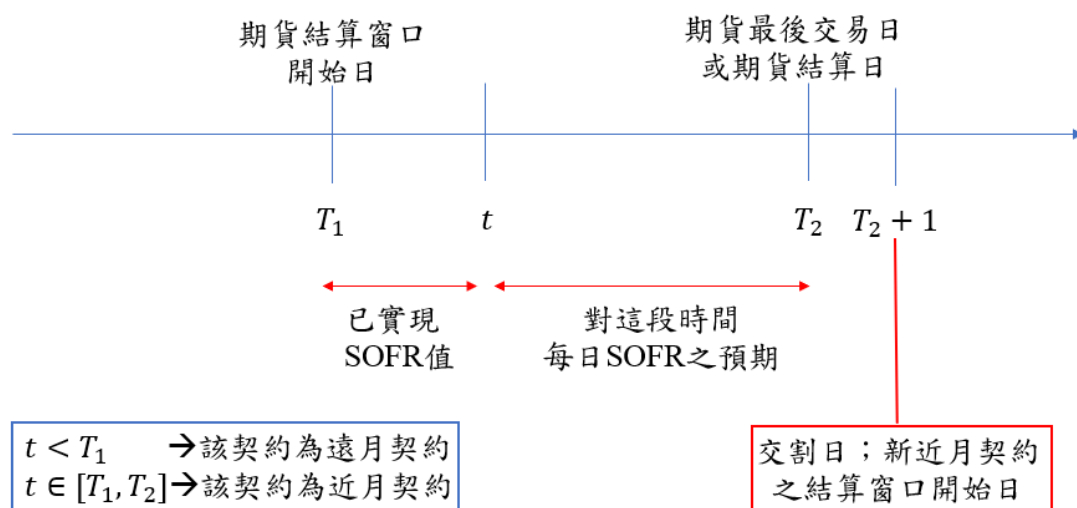 期貨結算窗口
開始日
期貨最後交易日
或期貨結算日
T₁
t
T₂
T₂ + 1
已實現
SOFR值
對這段時間
每日SOFR之預期
t < T₁ →該契約為遠月契約
t ∈ [T₁, T₂]→該契約為近月契約
交割日；新近月契約
之結算窗口開始日